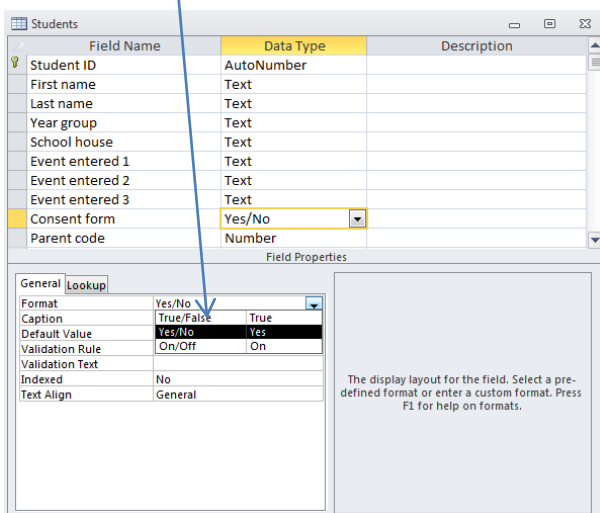 Students
Field Name Data Type Description
Student ID AutoNumber
First name Text
Last name Text
Year group Text
School house Text
Event entered 1 Text
Event entered 2 Text
Event entered 3 Text
Consent form Yes/No
Parent code Number
Field Properties
General Lookup
Format Yes/No
Caption True/False True
Default Value Yes/No Yes
Validation Rule On/Off On
Validation Text
Indexed No
Text Align General
The display layout for the field. Select a pre-
defined format or enter a custom format. Press
F1 for help on formats.